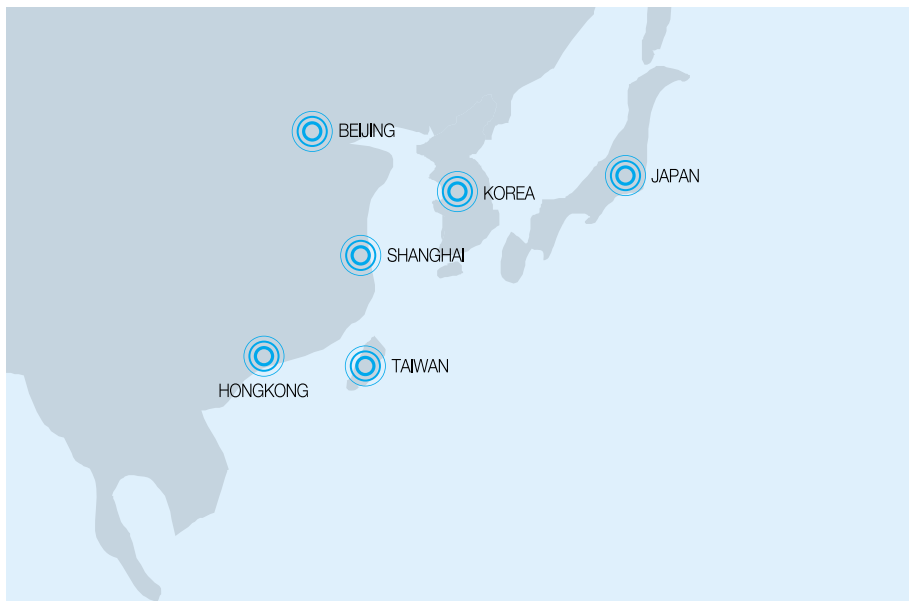 BEIJING
JAPAN
KOREA
SHANGHAI
TAIWAN
HONGKONG